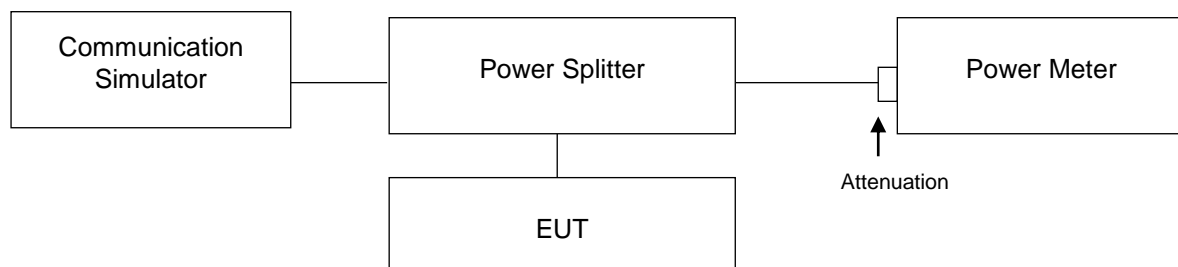 Communication
Simulator
Power Splitter
Power Meter
Attenuation
EUT